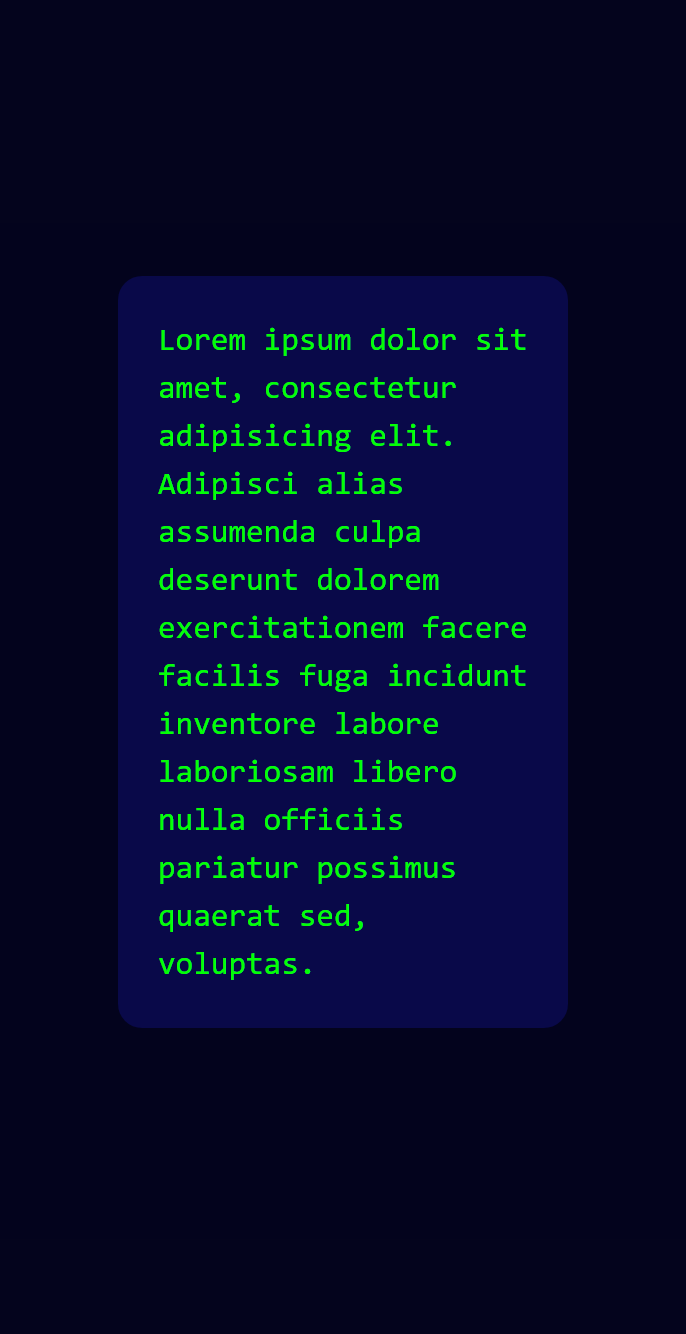 Lorem ipsum dolor sit
amet, consectetur
adipisicing elit.
Adipisci alias
assumenda culpa
deserunt dolorem
exercitationem facere
facilis fuga incidunt
inventore labore
laboriosam libero
nulla officiis
pariatur possimus
quaerat sed,
voluptas.